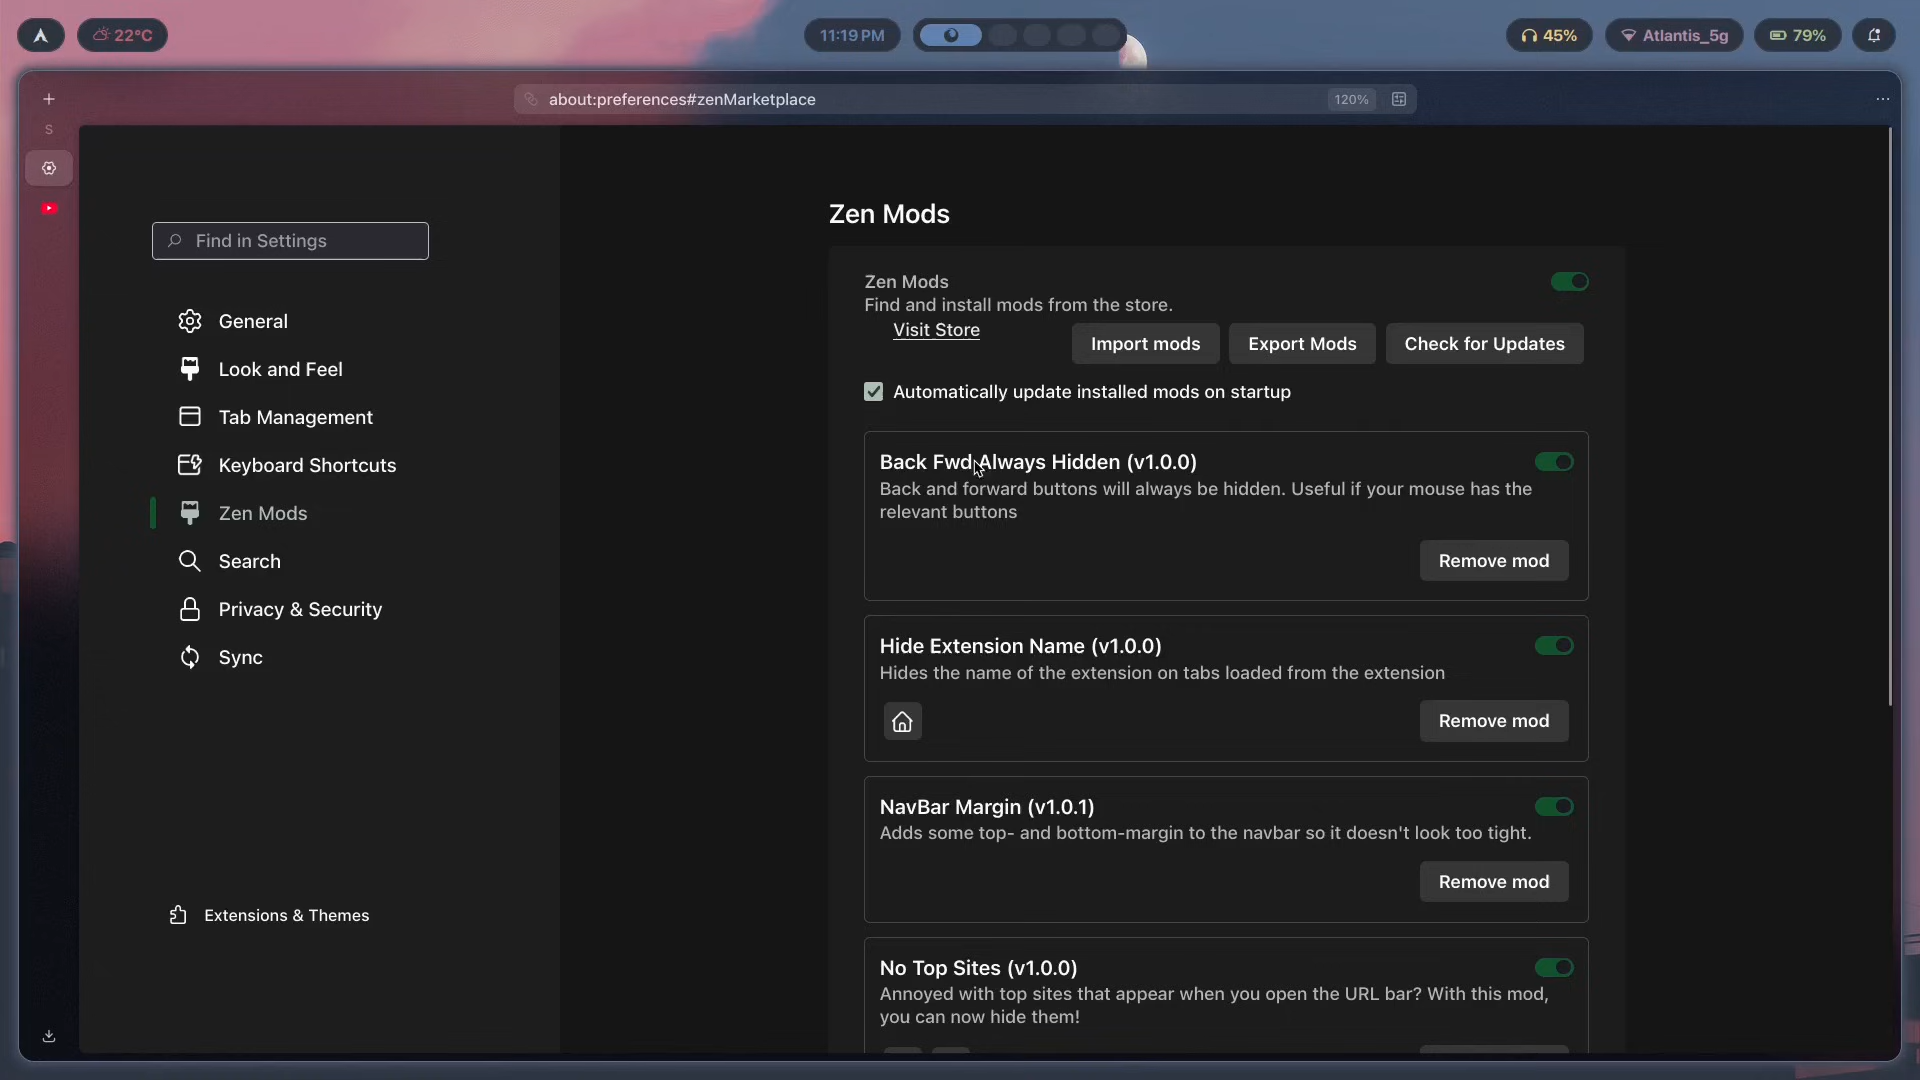 22°C
11:19 PM
45%
Atlantis_5g
79%
about:preferences#zenMarketplace
120%
S
Find in Settings
General
Look and Feel
Tab Management
Keyboard Shortcuts
Zen Mods
Search
Privacy & Security
Sync
Extensions & Themes
Zen Mods
Zen Mods
Find and install mods from the store.
Visit Store
Import mods
Export Mods
Check for Updates
Automatically update installed mods on startup
Back Fwd Always Hidden (v1.0.0)
Back and forward buttons will always be hidden. Useful if your mouse has the
relevant buttons
Remove mod
Hide Extension Name (v1.0.0)
Hides the name of the extension on tabs loaded from the extension
Remove mod
NavBar Margin (v1.0.1)
Adds some top- and bottom-margin to the navbar so it doesn't look too tight.
Remove mod
No Top Sites (v1.0.0)
Annoyed with top sites that appear when you open the URL bar? With this mod,
you can now hide them!